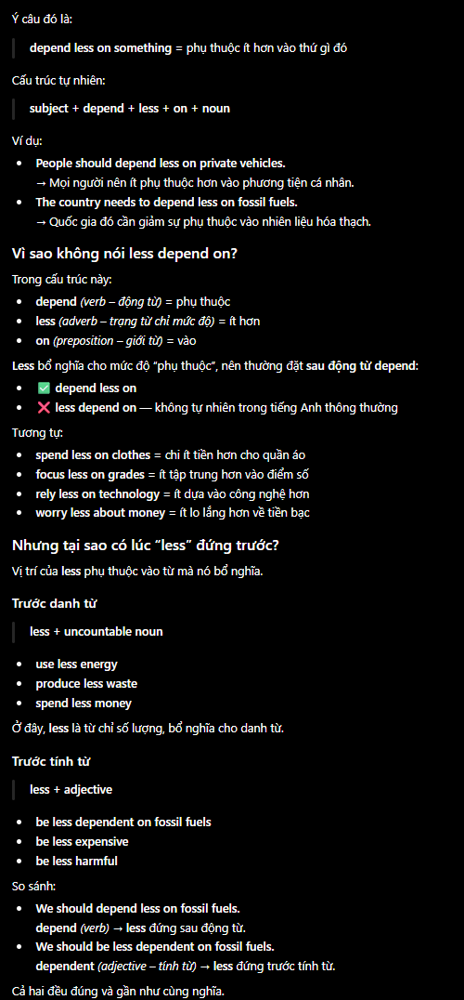 Ý câu đó là:
depend less on something = phụ thuộc ít hơn vào thứ gì đó
Cấu trúc tự nhiên:
subject + depend + less + on + noun
Ví dụ:
• People should depend less on private vehicles.
→ Mọi người nên ít phụ thuộc hơn vào phương tiện cá nhân.
• The country needs to depend less on fossil fuels.
→ Quốc gia đó cần giảm sự phụ thuộc vào nhiên liệu hóa thạch.
Vì sao không nói less depend on?
Trong cấu trúc này:
• depend (verb – động từ) = phụ thuộc
• less (adverb – trạng từ chỉ mức độ) = ít hơn
• on (preposition – giới từ) = vào
Less bổ nghĩa cho mức độ “phụ thuộc”, nên thường đặt sau động từ depend:
• ✅ depend less on
• ❌ less depend on — không tự nhiên trong tiếng Anh thông thường
Tương tự:
• spend less on clothes = chi ít tiền hơn cho quần áo
• focus less on grades = ít tập trung hơn vào điểm số
• rely less on technology = ít dựa vào công nghệ hơn
• worry less about money = ít lo lắng hơn về tiền bạc
Nhưng tại sao có lúc “less” đứng trước?
Vị trí của less phụ thuộc vào từ mà nó bổ nghĩa.
Trước danh từ
less + uncountable noun
• use less energy
• produce less waste
• spend less money
Ở đây, less là từ chỉ số lượng, bổ nghĩa cho danh từ.
Trước tính từ
less + adjective
• be less dependent on fossil fuels
• be less expensive
• be less harmful
So sánh:
• We should depend less on fossil fuels.
depend (verb) → less đứng sau động từ.
• We should be less dependent on fossil fuels.
dependent (adjective – tính từ) → less đứng trước tính từ.
Cả hai đều đúng và gần như cùng nghĩa.